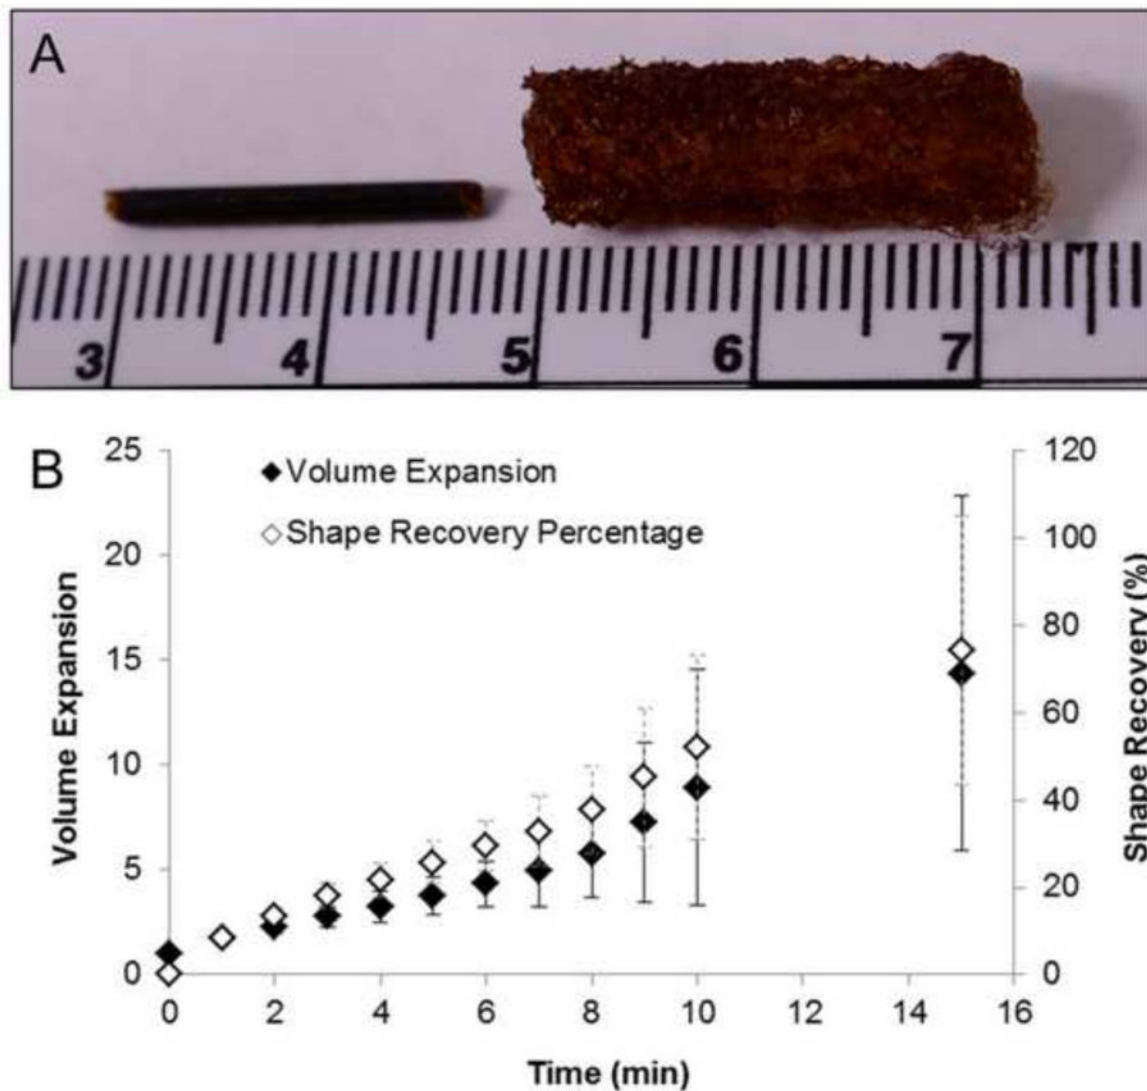 A
3 4 5 6 7
B
Volume Expansion
Shape Recovery Percentage
25
20
15
10
5
0
Volume Expansion
120
100
80
60
40
20
0
Shape Recovery (%)
0 2 4 6 8 10 12 14 16
Time (min)